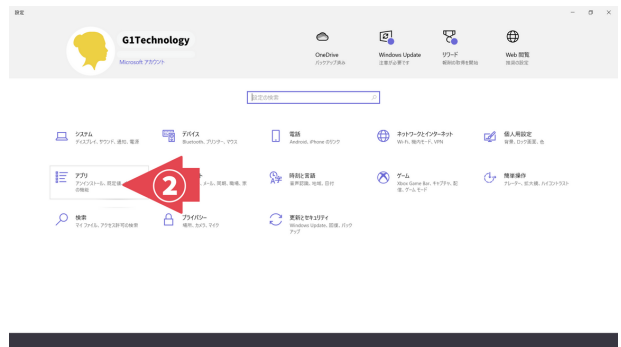 設定
G1Technology
Microsoft アカウント
OneDrive
バックアップ済み
Windows Update
注意が必要です
リワード
Web 閲覧
設定の検索
システム
ディスプレイ、サウンド、通知、電源
デバイス
Bluetooth、プリンター、マウス
電話
Android、iPhone のリンク
ネットワークとインターネット
Wi-Fi、機内モード、VPN
個人用設定
背景、ロック画面、色
アプリ
アンインストール、既定値、
の機能
②
時刻と言語
音声認識、地域、日付
ゲーム
Xbox Game Bar、キャプチャ、配
信、ゲーム モード
簡単操作
ナレーター、拡大鏡、ハイコントラスト
検索
マイ ファイル、アクセス許可の検索
プライバシー
場所、カメラ、マイク
更新とセキュリティ
Windows Update、回復、バック
アップ